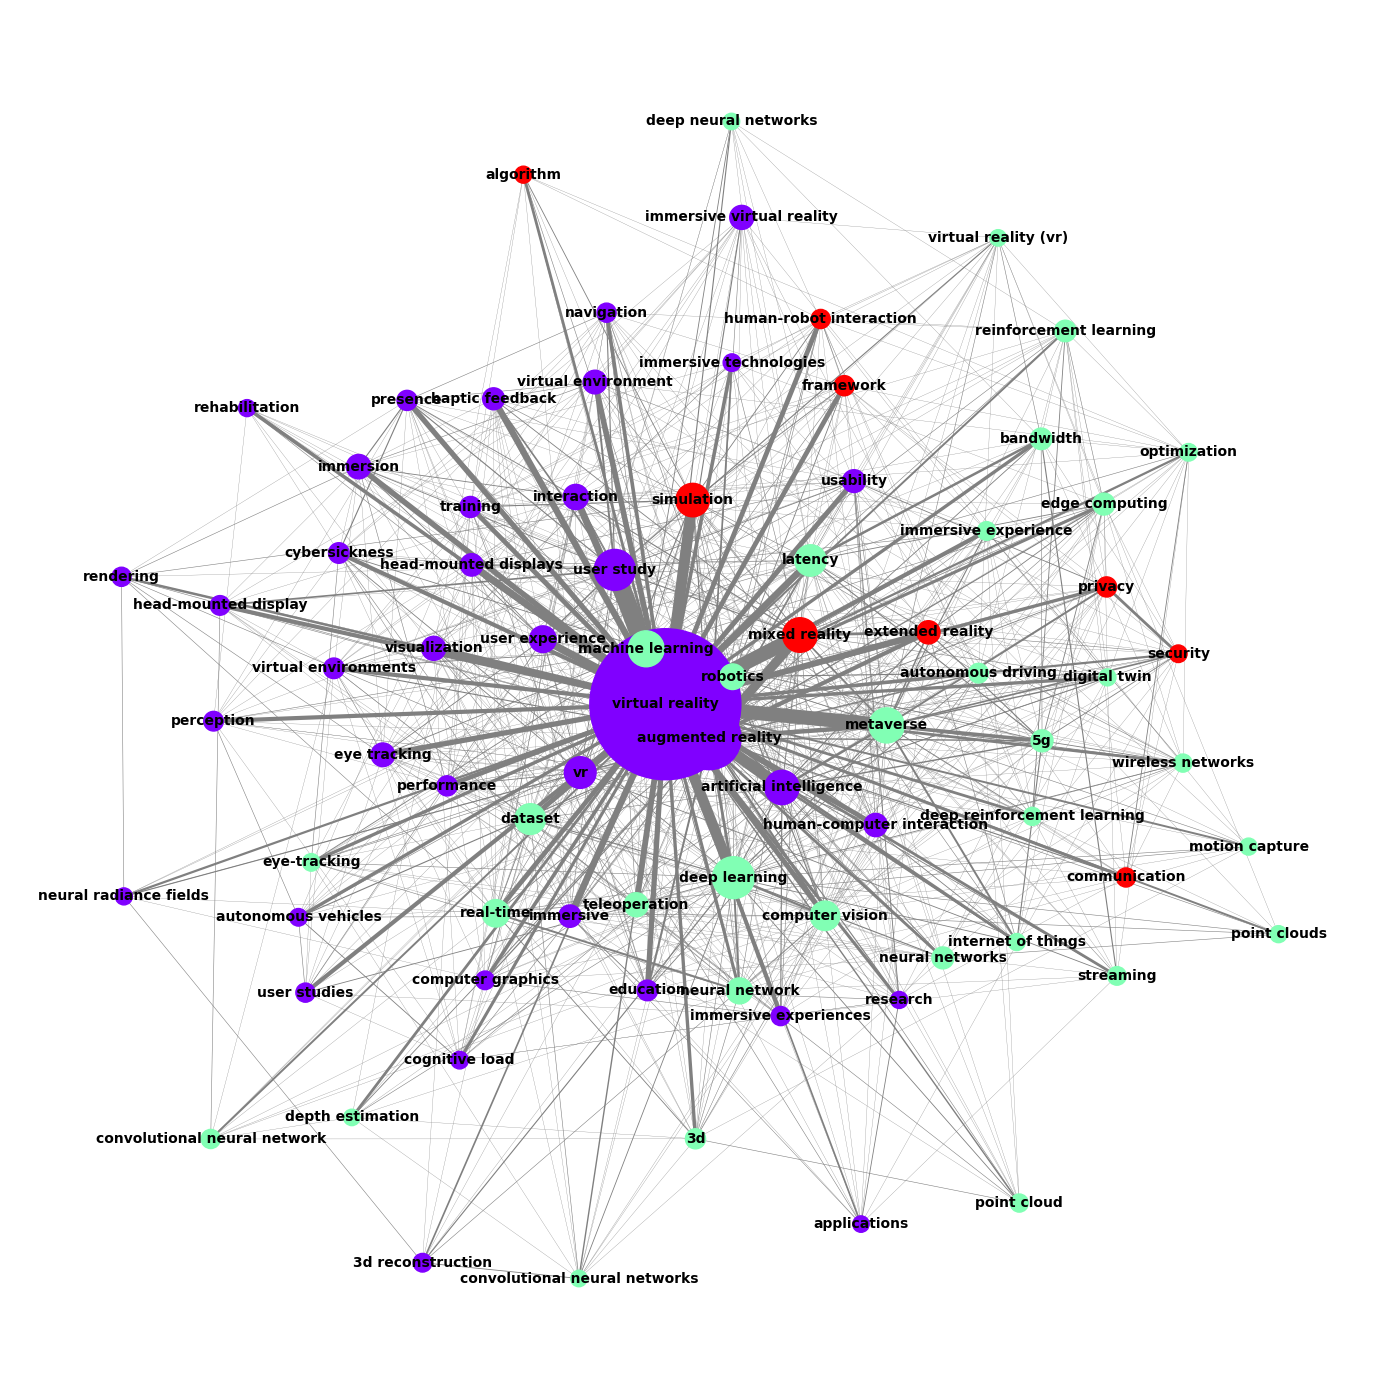 deep neural networks
algorithm
immersive virtual reality
virtual reality (vr)
navigation
human-robot interaction
reinforcement learning
immersive technologies
virtual environment
framework
presence
haptic feedback
rehabilitation
bandwidth
optimization
immersion
usability
interaction
simulation
training
edge computing
immersive experience
cybersickness
head-mounted displays
user study
latency
rendering
privacy
head-mounted display
user experience
mixed reality
extended reality
visualization
machine learning
security
virtual environments
robotics
autonomous driving
digital twin
virtual reality
perception
metaverse
augmented reality
5g
eye tracking
vr
wireless networks
performance
artificial intelligence
dataset
human-computer interaction
deep reinforcement learning
motion capture
eye-tracking
deep learning
communication
neural radiance fields
teleoperation
autonomous vehicles
real-time
immersive
computer vision
point clouds
internet of things
neural networks
computer graphics
streaming
user studies
education
neural network
research
immersive experiences
cognitive load
depth estimation
convolutional neural network
3d
point cloud
applications
3d reconstruction
convolutional neural networks